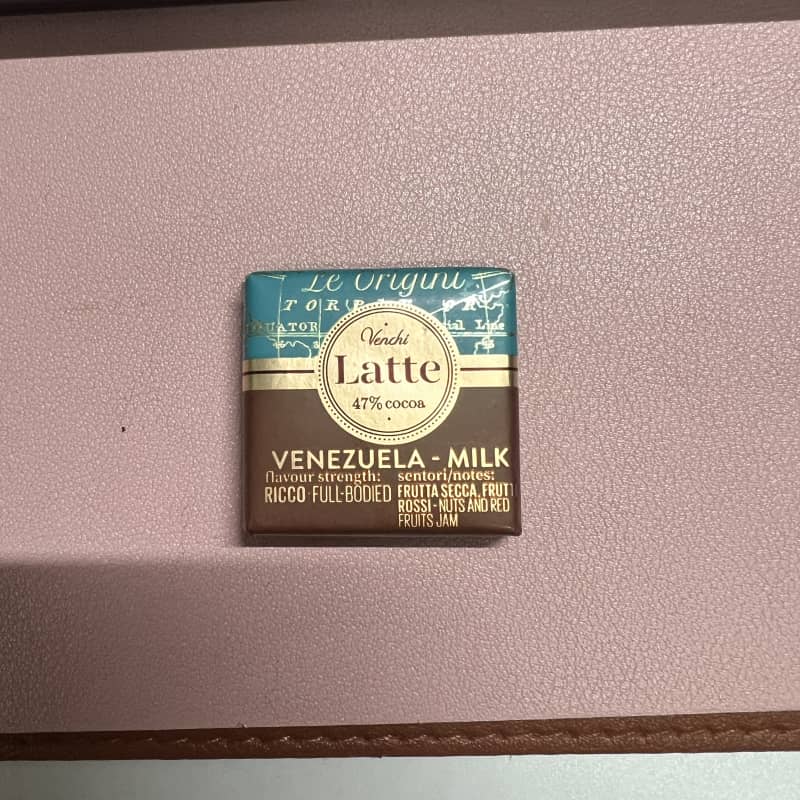 Le Origini
Venchi
Latte
47% cocoa
VENEZUELA - MILK
flavour strength:
RICCO · FULL-BODIED
sentori/notes:
FRUTTA SECCA, FRUTT
ROSSI - NUTS AND RED
FRUITS JAM